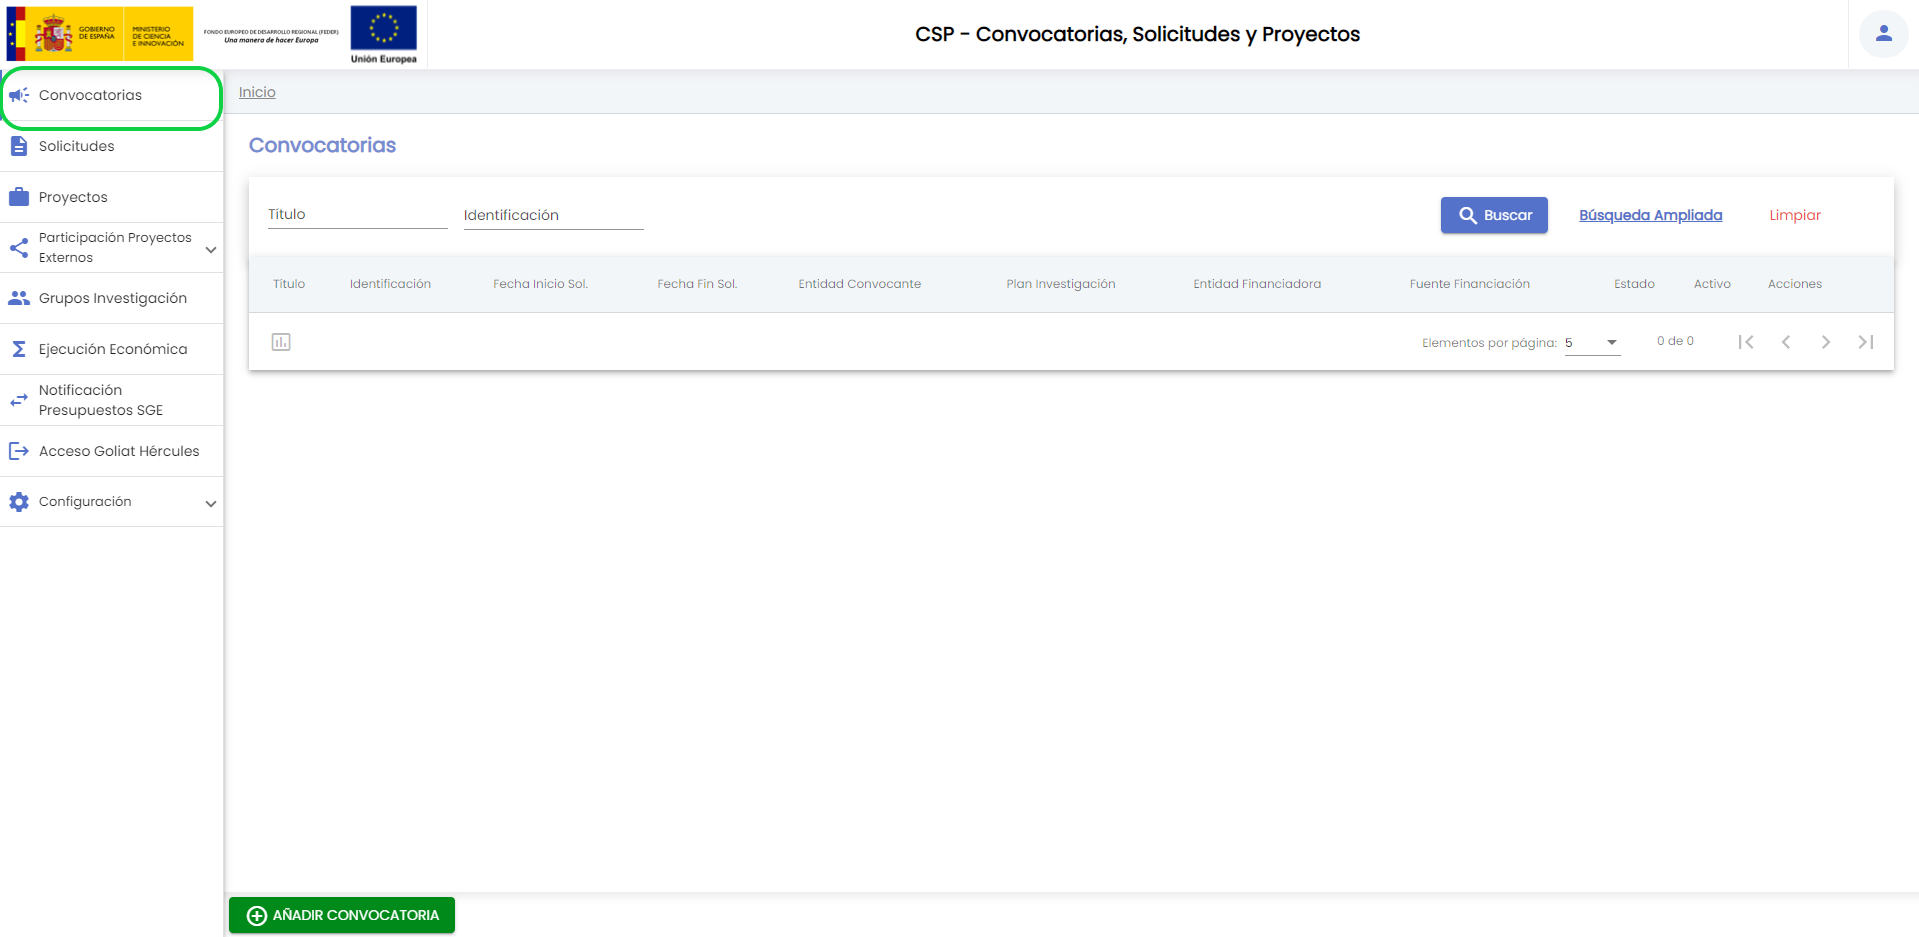 GOBIERNO
DE ESPAÑA
MINISTERIO
DE CIENCIA
E INNOVACIÓN
FONDO EUROPEO DE DESARROLLO REGIONAL (FEDER)
Una manera de hacer Europa
Unión Europea
CSP - Convocatorias, Solicitudes y Proyectos
Convocatorias
Solicitudes
Proyectos
Participación Proyectos
Externos
Grupos Investigación
Ejecución Económica
Notificación
Presupuestos SGE
Acceso Goliat Hércules
Configuración
Inicio
Convocatorias
Título
Identificación
Buscar
Búsqueda Ampliada
Limpiar
Título Identificación Fecha Inicio Sol. Fecha Fin Sol. Entidad Convocante Plan Investigación Entidad Financiadora Fuente Financiación Estado Activo Acciones
Elementos por página: 5 0 de 0
AÑADIR CONVOCATORIA